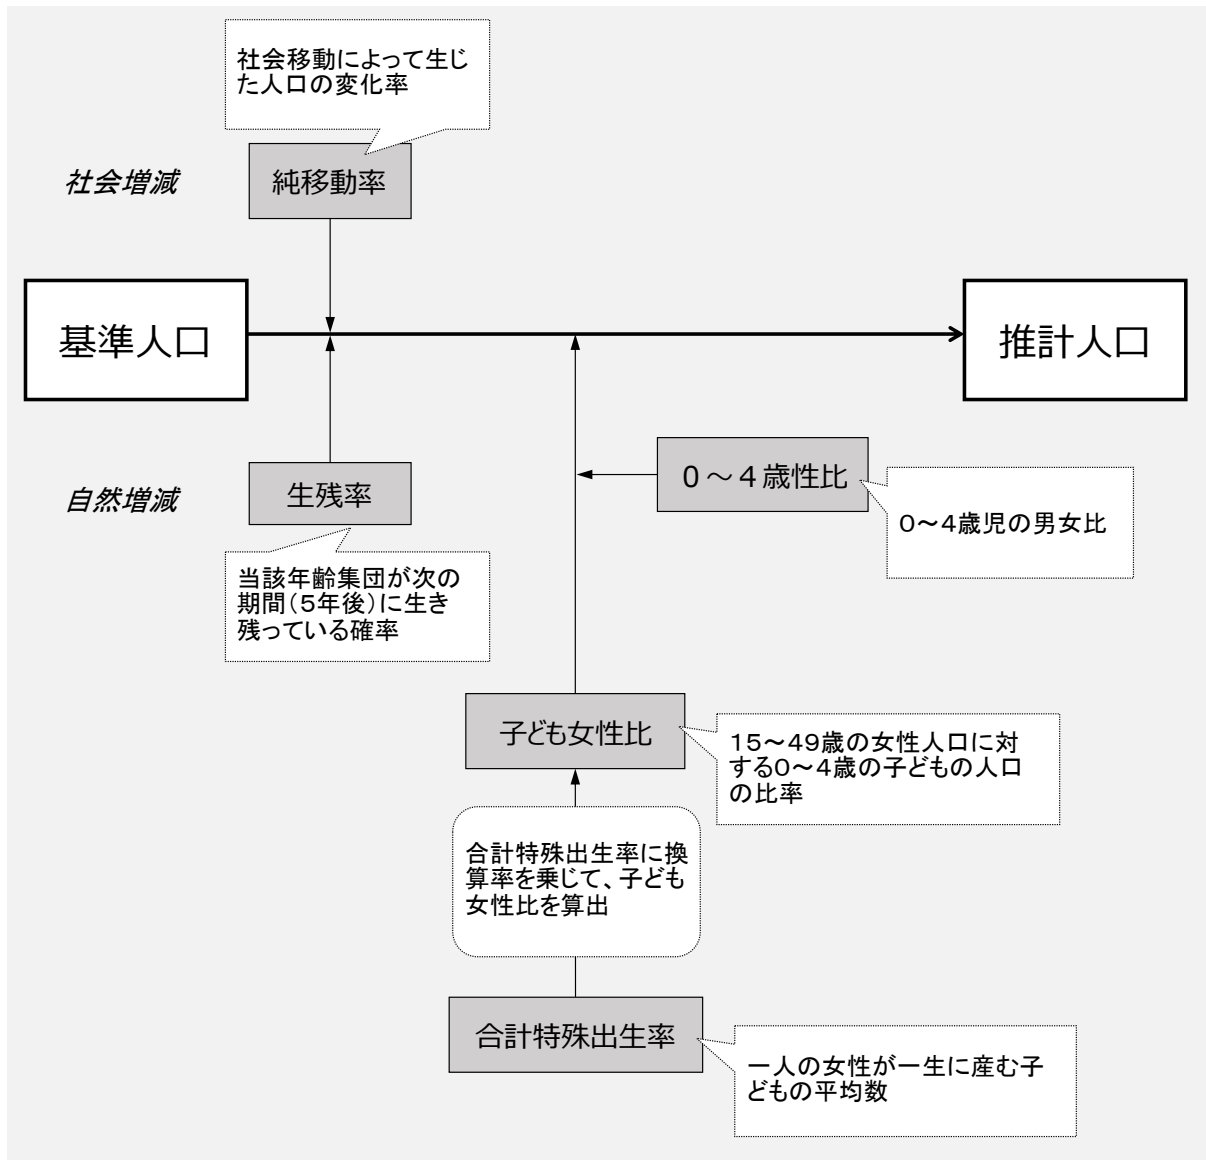 社会移動によって生じ
た人口の変化率
社会増減
純移動率
基準人口
推計人口
自然増減
生残率
0～4歳性比
0～4歳児の男女比
当該年齢集団が次の
期間（5年後）に生き
残っている確率
子ども女性比
15～49歳の女性人口に対
する0～4歳の子どもの人口
の比率
合計特殊出生率に換
算率を乗じて、子ども
女性比を算出
合計特殊出生率
一人の女性が一生に産む子
どもの平均数